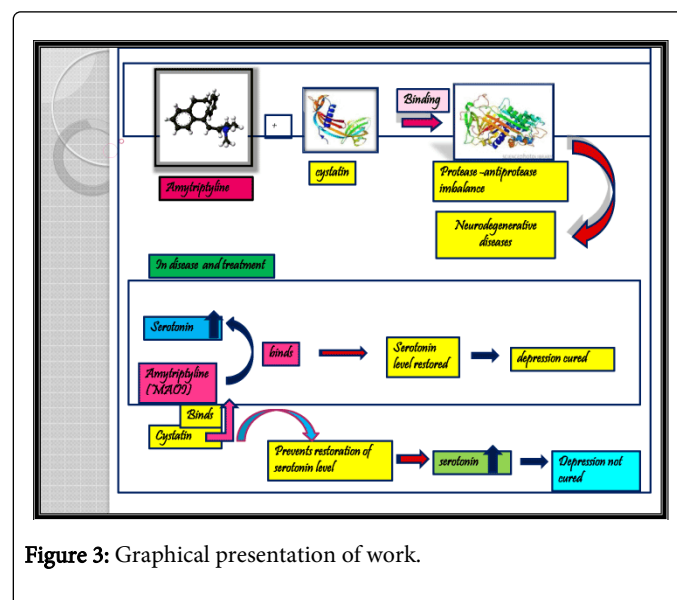 +
Binding
Amytriptyline
cystatin
Protease -antiprotease
imbalance
Neurodegenerative
diseases
In disease and treatment
Serotonin
binds
Serotonin
level restored
depression cured
Amytriptyline
(MAOI)
Binds
Cystatin
Prevents restoration of
serotonin level
serotonin
Depression not
cured
Figure 3: Graphical presentation of work.